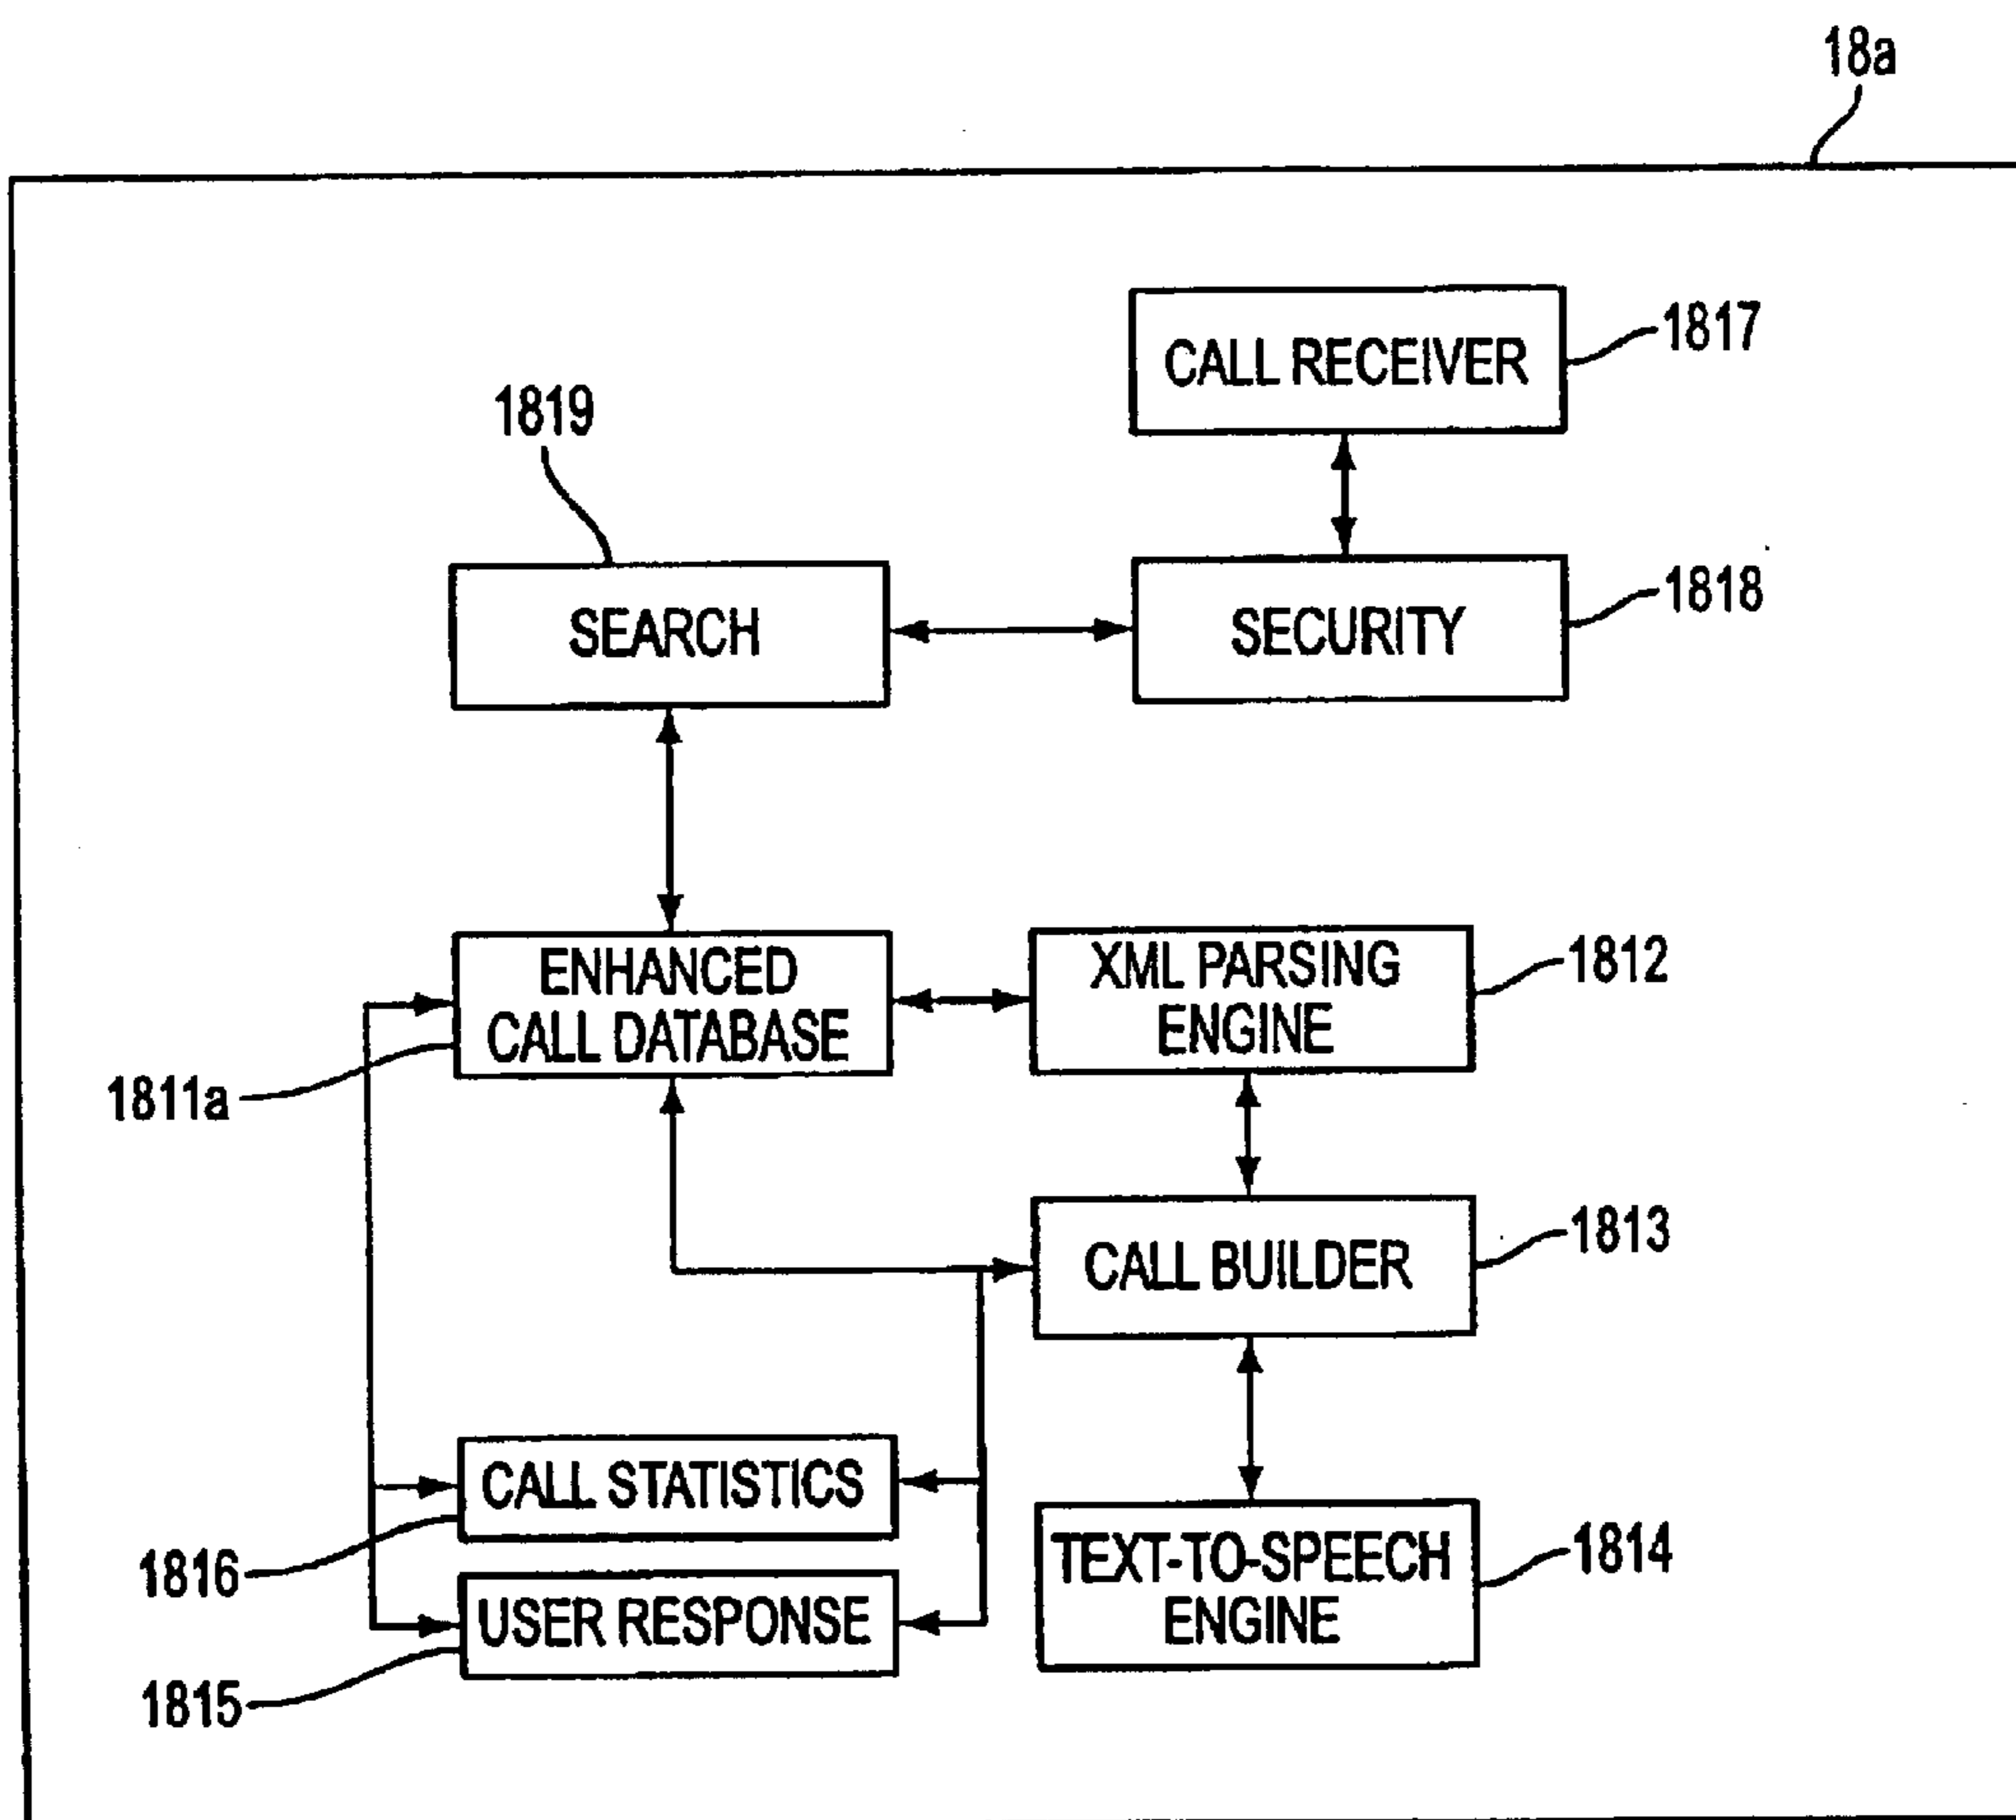 18a
CALL RECEIVER
1817
1819
SEARCH
SECURITY
1818
ENHANCED
CALL DATABASE
1811a
XML PARSING
ENGINE
1812
CALL BUILDER
1813
CALL STATISTICS
1816
USER RESPONSE
1815
TEXT-TO-SPEECH
ENGINE
1814